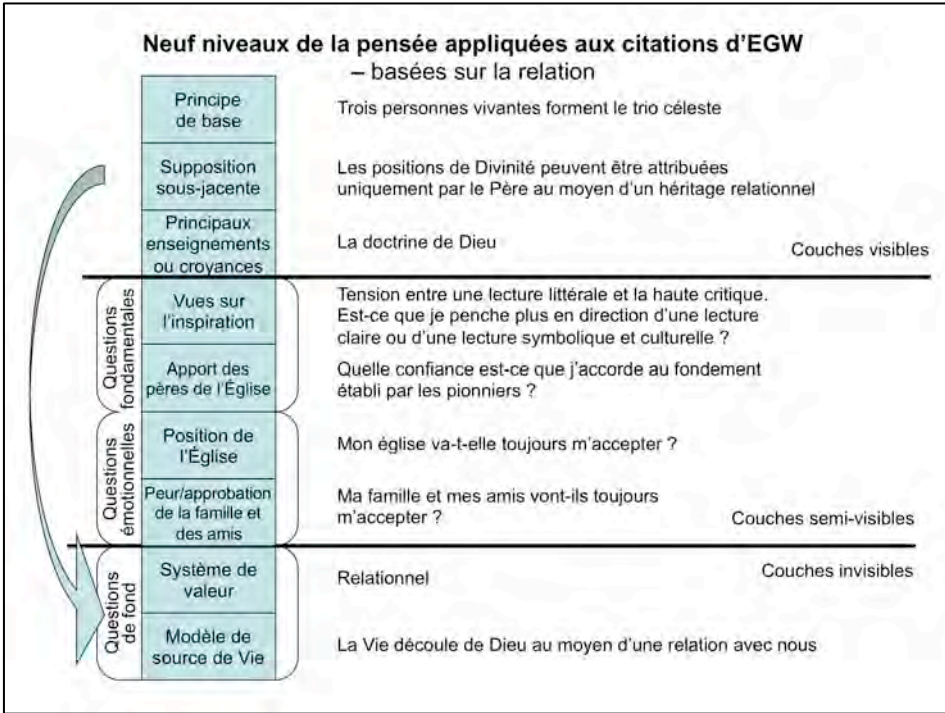 Neuf niveaux de la pensée appliquées aux citations d'EGW
– basées sur la relation
Principe
de base
Trois personnes vivantes forment le trio céleste
Supposition
sous-jacente
Les positions de Divinité peuvent être attribuées
uniquement par le Père au moyen d'un héritage relationnel
Principaux
enseignements
ou croyances
La doctrine de Dieu
Couches visibles
Questions
fondamentales
Vues sur
l'inspiration
Tension entre une lecture littérale et la haute critique.
Est-ce que je penche plus en direction d'une lecture
claire ou d'une lecture symbolique et culturelle ?
Apport des
pères de l'Église
Quelle confiance est-ce que j'accorde au fondement
établi par les pionniers ?
Questions
émotionnelles
Position de
l'Église
Mon église va-t-elle toujours m'accepter ?
Peur/approbation
de la famille et
des amis
Ma famille et mes amis vont-ils toujours
m'accepter ?
Couches semi-visibles
Questions
de fond
Système de
valeur
Relationnel
Couches invisibles
Modèle de
source de Vie
La Vie découle de Dieu au moyen d'une relation avec nous